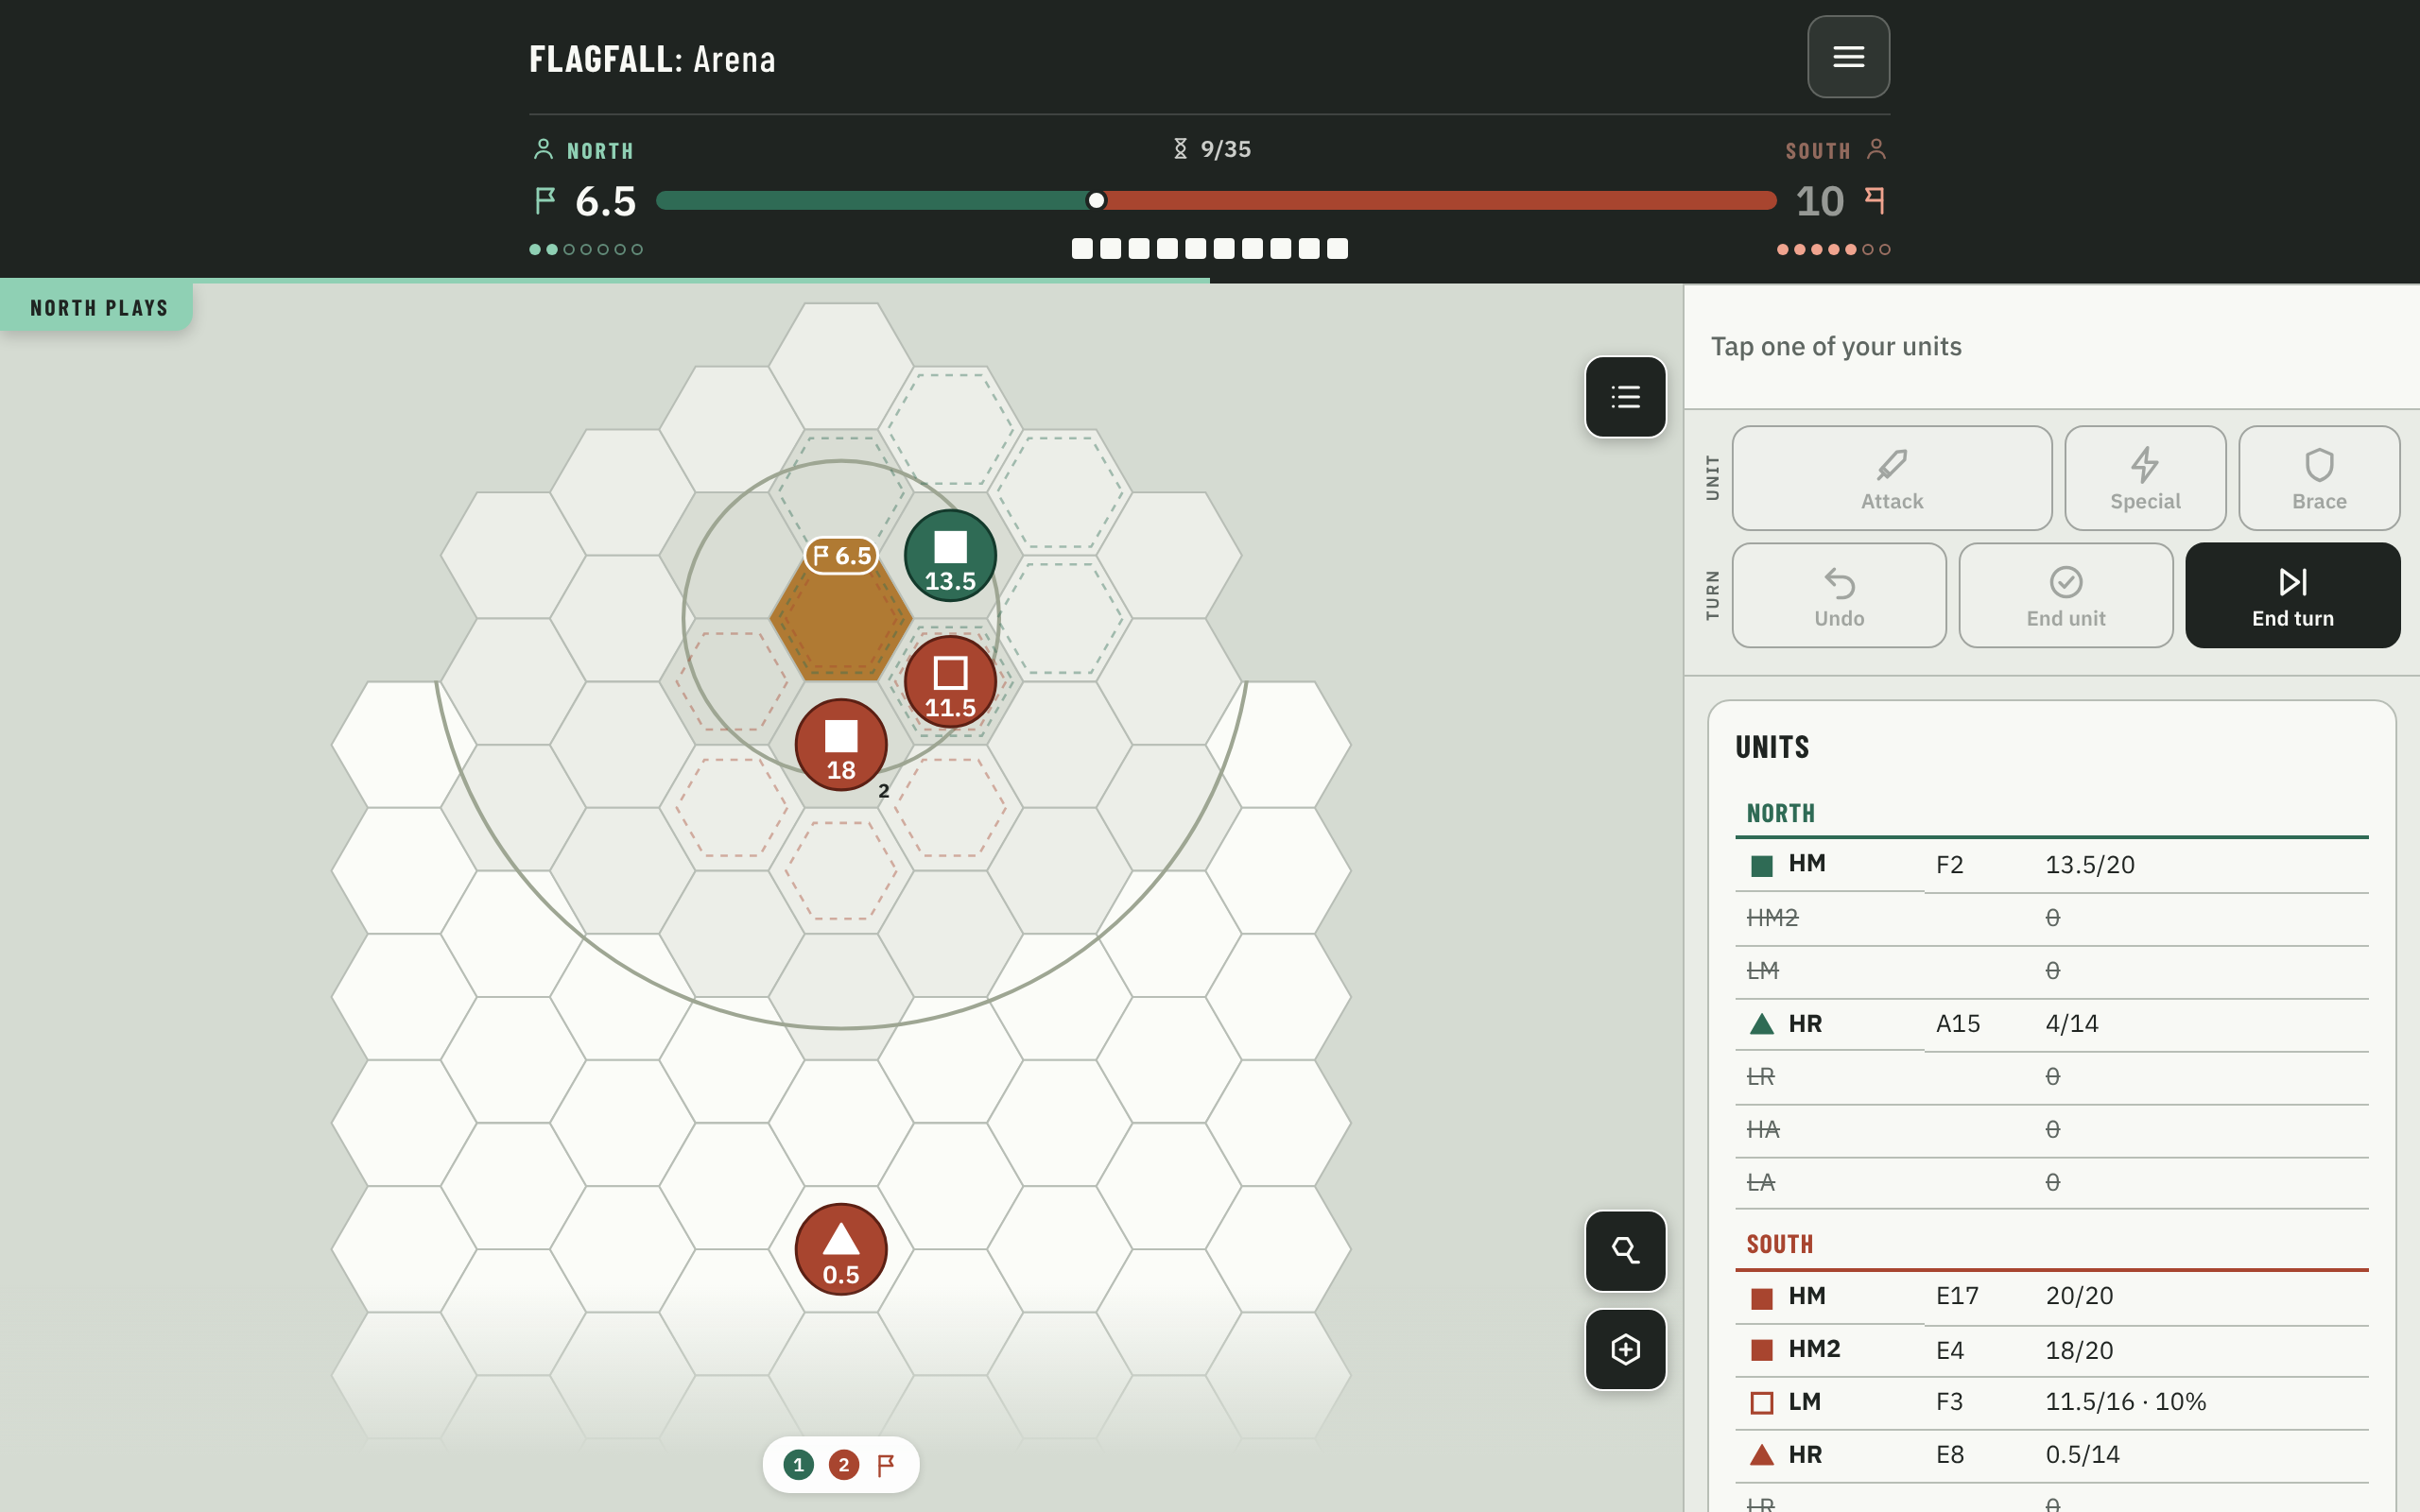 FLAGFALL: Arena
NORTH
9/35
SOUTH
6.5
10
NORTH PLAYS
Tap one of your units
UNIT
Attack
Special
Brace
TURN
Undo
End unit
End turn
6.5
13.5
11.5
18
2
0.5
1
2
UNITS
NORTH
HM F2 13.5/20
HM2 0
LM 0
HR A15 4/14
LR 0
HA 0
LA 0
SOUTH
HM E17 20/20
HM2 E4 18/20
LM F3 11.5/16 · 10%
HR E8 0.5/14
LR 0